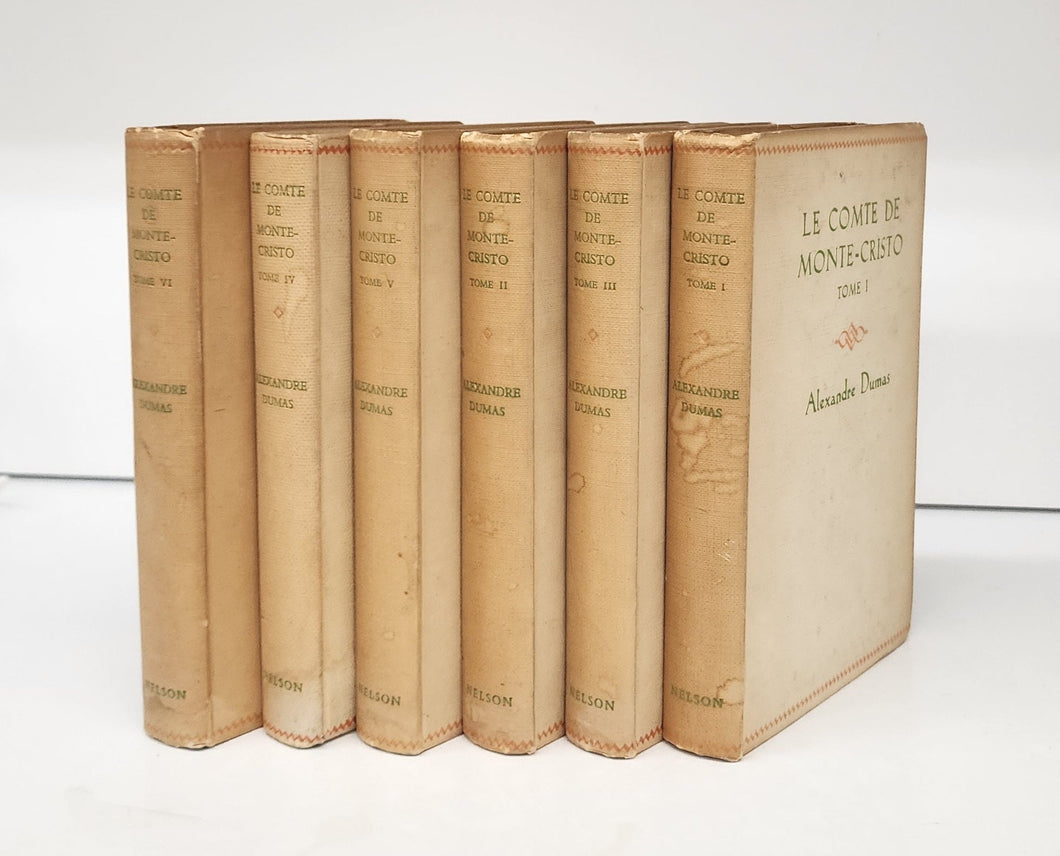 LE COMTE
DE
MONTE-
CRISTO
TOME VI
ALEXANDRE
DUMAS
NELSON
LE COMTE
DE
MONTE-
CRISTO
TOME IV
ALEXANDRE
DUMAS
NELSON
LE COMTE
DE
MONTE-
CRISTO
TOME V
ALEXANDRE
DUMAS
NELSON
LE COMTE
DE
MONTE-
CRISTO
TOME II
ALEXANDRE
DUMAS
NELSON
LE COMTE
DE
MONTE-
CRISTO
TOME III
ALEXANDRE
DUMAS
NELSON
LE COMTE
DE
MONTE-
CRISTO
TOME I
ALEXANDRE
DUMAS
NELSON
LE COMTE DE
MONTE-CRISTO
TOME I
Alexandre Dumas